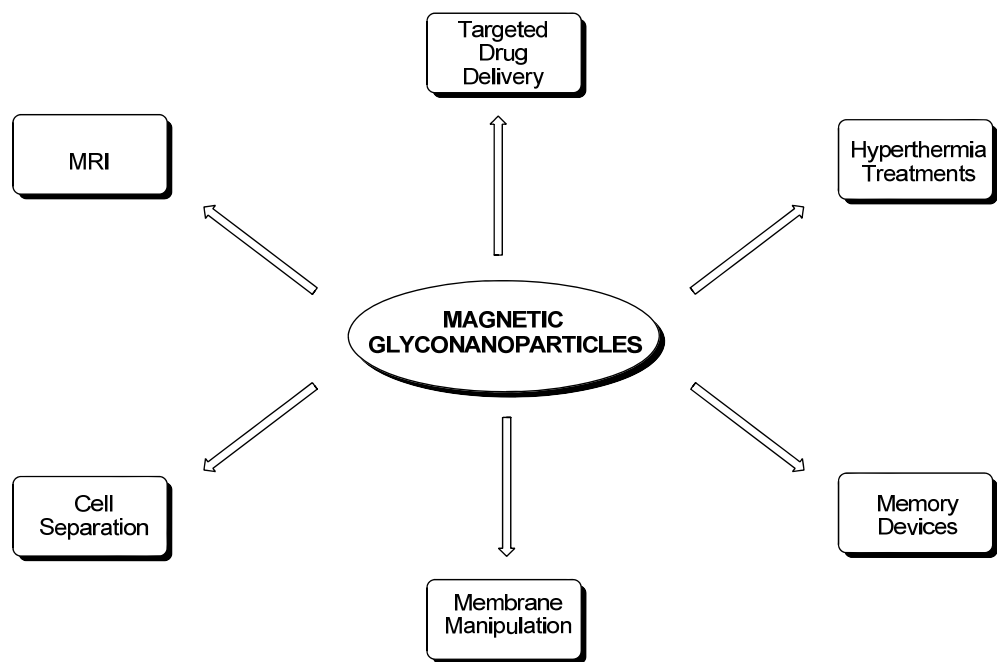 Targeted
Drug
Delivery
MRI
Hyperthermia
Treatments
MAGNETIC
GLYCONANOPARTICLES
Cell
Separation
Memory
Devices
Membrane
Manipulation